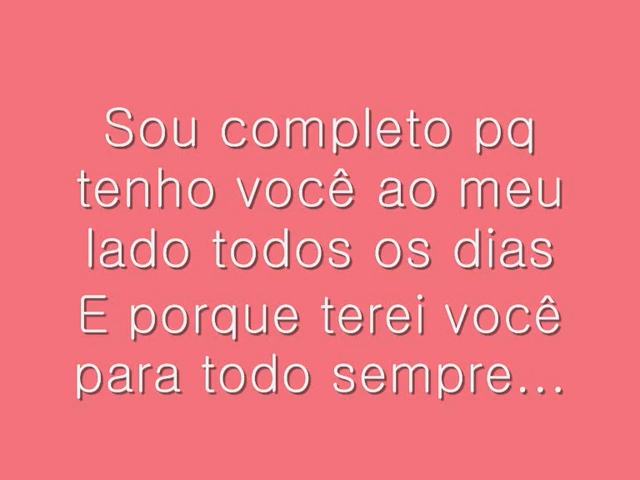 Sou completo pq
tenho você ao meu
lado todos os dias
E porque terei você
para todo sempre...